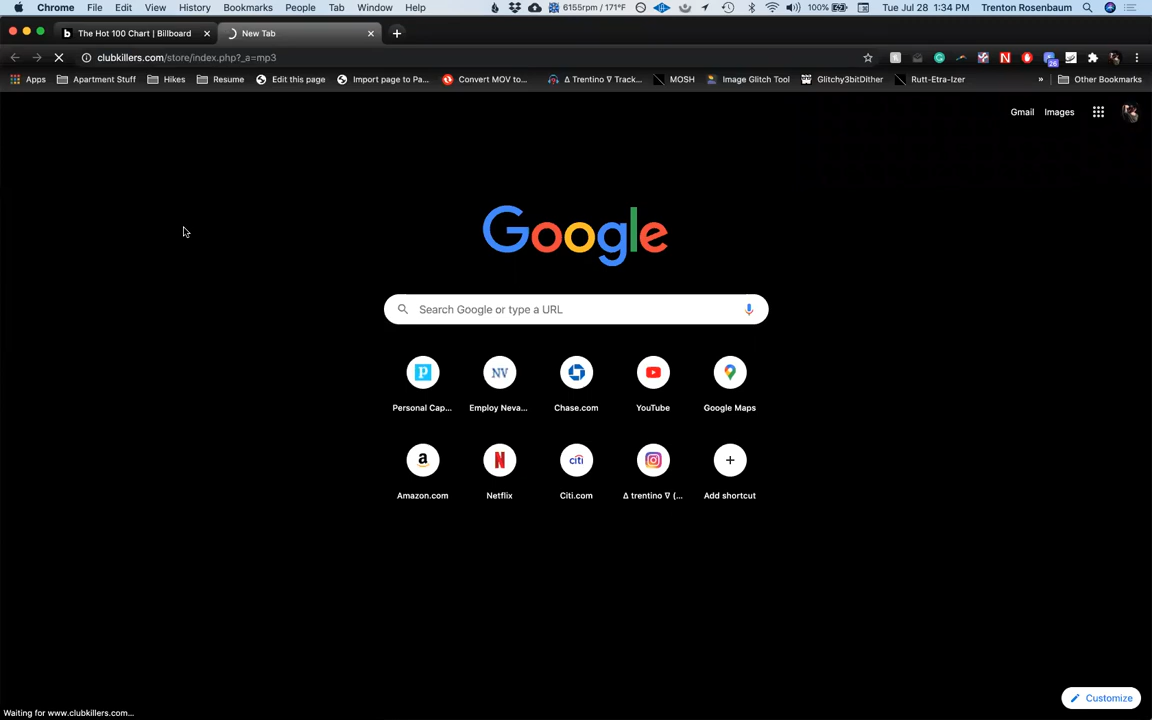 Chrome File Edit View History Bookmarks People Tab Window Help 6155rpm / 171°F 100% Tue Jul 28 1:34 PM Trenton Rosenbaum
The Hot 100 Chart | Billboard New Tab
clubkillers.com/store/index.php?_a=mp3
Apps Apartment Stuff Hikes Resume Edit this page Import page to Pa... Convert MOV to... Δ Trentino ∇ Track... MOSH Image Glitch Tool Glitchy3bitDither Rutt-Etra-Izer » Other Bookmarks
Gmail Images
Google
Search Google or type a URL
Personal Cap... Employ Neva... Chase.com YouTube Google Maps
Amazon.com Netflix Citi.com Δ trentino ∇ (... Add shortcut
Customize
Waiting for www.clubkillers.com...